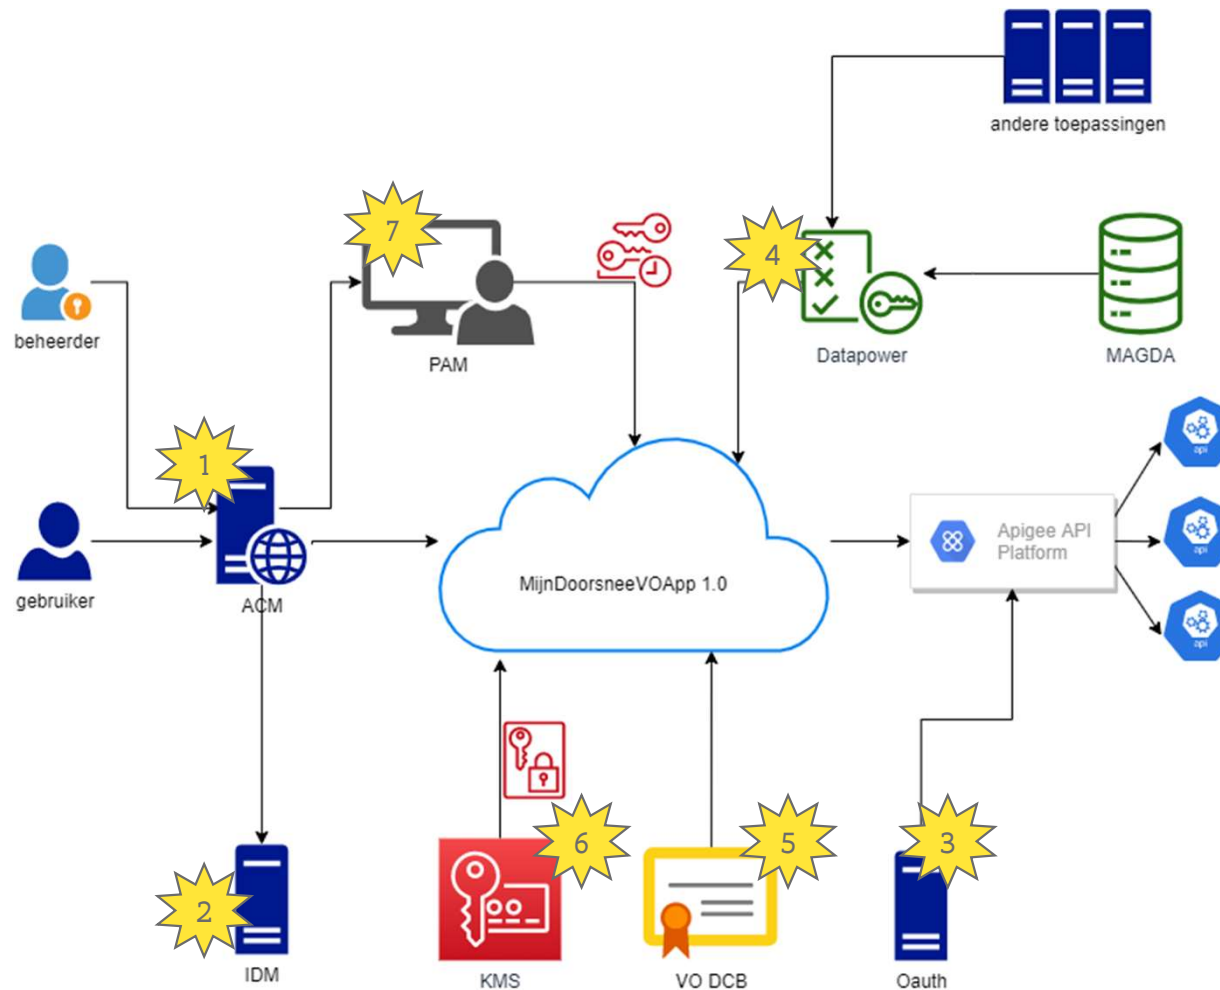 andere toepassingen
7
4
beheerder
PAM
Datapower
MAGDA
1
api
gebruiker
ACM
MijnDoorsneeVOApp 1.0
Apigee API
Platform
api
api
6
5
3
2
IDM
KMS
VO DCB
Oauth